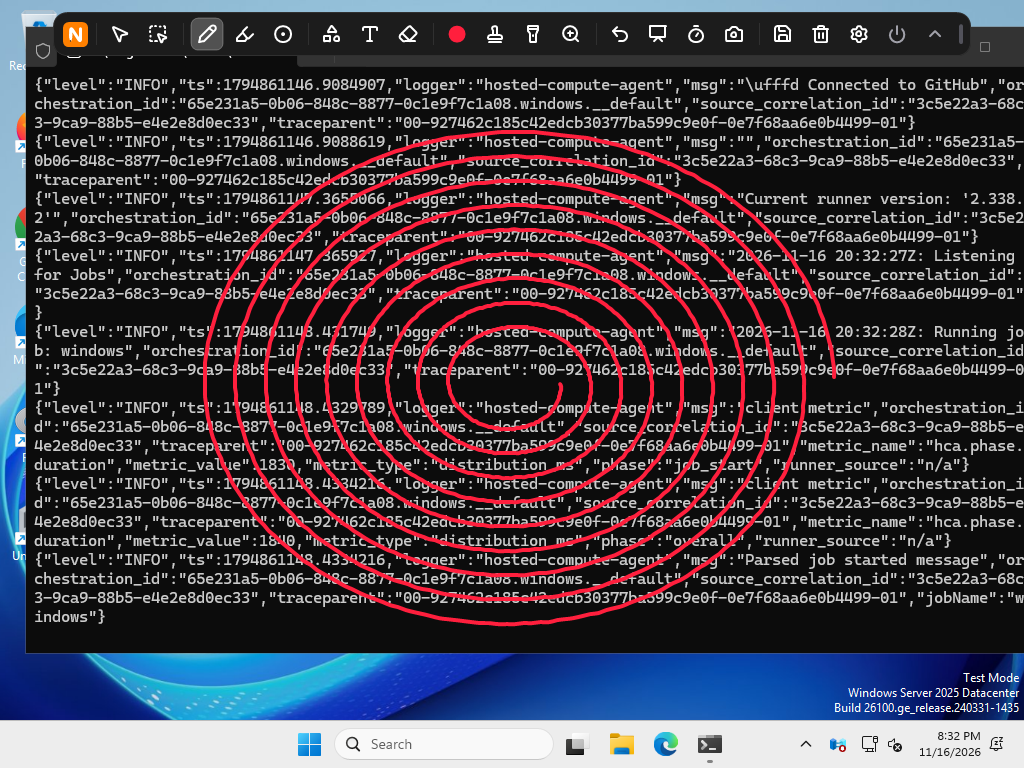 {"level":"INFO","ts":1794861146.9084907,"logger":"hosted-compute-agent","msg":"\ufffd Connected to GitHub","or
chestration_id":"65e231a5-0b06-848c-8877-0c1e9f7c1a08.windows.__default","source_correlation_id":"3c5e22a3-68c
3-9ca9-88b5-e4e2e8d0ec33","traceparent":"00-927462c185c42edcb30377ba599c9e0f-0e7f68aa6e0b4499-01"}
{"level":"INFO","ts":1794861146.9088619,"logger":"hosted-compute-agent","msg":"","orchestration_id":"65e231a5-
0b06-848c-8877-0c1e9f7c1a08.windows.__default","source_correlation_id":"3c5e22a3-68c3-9ca9-88b5-e4e2e8d0ec33",
"traceparent":"00-927462c185c42edcb30377ba599c9e0f-0e7f68aa6e0b4499-01"}
{"level":"INFO","ts":1794861147.3655066,"logger":"hosted-compute-agent","msg":"Current runner version: '2.338.
2'","orchestration_id":"65e231a5-0b06-848c-8877-0c1e9f7c1a08.windows.__default","source_correlation_id":"3c5e2
2a3-68c3-9ca9-88b5-e4e2e8d0ec33","traceparent":"00-927462c185c42edcb30377ba599c9e0f-0e7f68aa6e0b4499-01"}
{"level":"INFO","ts":1794861147.365927,"logger":"hosted-compute-agent","msg":"2026-11-16 20:32:27Z: Listening
for Jobs","orchestration_id":"65e231a5-0b06-848c-8877-0c1e9f7c1a08.windows.__default","source_correlation_id":
"3c5e22a3-68c3-9ca9-88b5-e4e2e8d0ec33","traceparent":"00-927462c185c42edcb30377ba599c9e0f-0e7f68aa6e0b4499-01"
}
{"level":"INFO","ts":1794861148.431749,"logger":"hosted-compute-agent","msg":"2026-11-16 20:32:28Z: Running jo
b: windows","orchestration_id":"65e231a5-0b06-848c-8877-0c1e9f7c1a08.windows.__default","source_correlation_id
":"3c5e22a3-68c3-9ca9-88b5-e4e2e8d0ec33","traceparent":"00-927462c185c42edcb30377ba599c9e0f-0e7f68aa6e0b4499-0
1"}
{"level":"INFO","ts":1794861148.4329789,"logger":"hosted-compute-agent","msg":"client metric","orchestration_i
d":"65e231a5-0b06-848c-8877-0c1e9f7c1a08.windows.__default","source_correlation_id":"3c5e22a3-68c3-9ca9-88b5-e
4e2e8d0ec33","traceparent":"00-927462c185c42edcb30377ba599c9e0f-0e7f68aa6e0b4499-01","metric_name":"hca.phase.
duration","metric_value":1830,"metric_type":"distribution_ms","phase":"job_start","runner_source":"n/a"}
{"level":"INFO","ts":1794861148.4334216,"logger":"hosted-compute-agent","msg":"client metric","orchestration_i
d":"65e231a5-0b06-848c-8877-0c1e9f7c1a08.windows.__default","source_correlation_id":"3c5e22a3-68c3-9ca9-88b5-e
4e2e8d0ec33","traceparent":"00-927462c185c42edcb30377ba599c9e0f-0e7f68aa6e0b4499-01","metric_name":"hca.phase.
duration","metric_value":1840,"metric_type":"distribution_ms","phase":"overall","runner_source":"n/a"}
{"level":"INFO","ts":1794861148.4334216,"logger":"hosted-compute-agent","msg":"Parsed job started message","or
chestration_id":"65e231a5-0b06-848c-8877-0c1e9f7c1a08.windows.__default","source_correlation_id":"3c5e22a3-68c
3-9ca9-88b5-e4e2e8d0ec33","traceparent":"00-927462c185c42edcb30377ba599c9e0f-0e7f68aa6e0b4499-01","jobName":"w
indows"}
Test Mode
Windows Server 2025 Datacenter
Build 26100.ge_release.240331-1435
Search
8:32 PM
11/16/2026